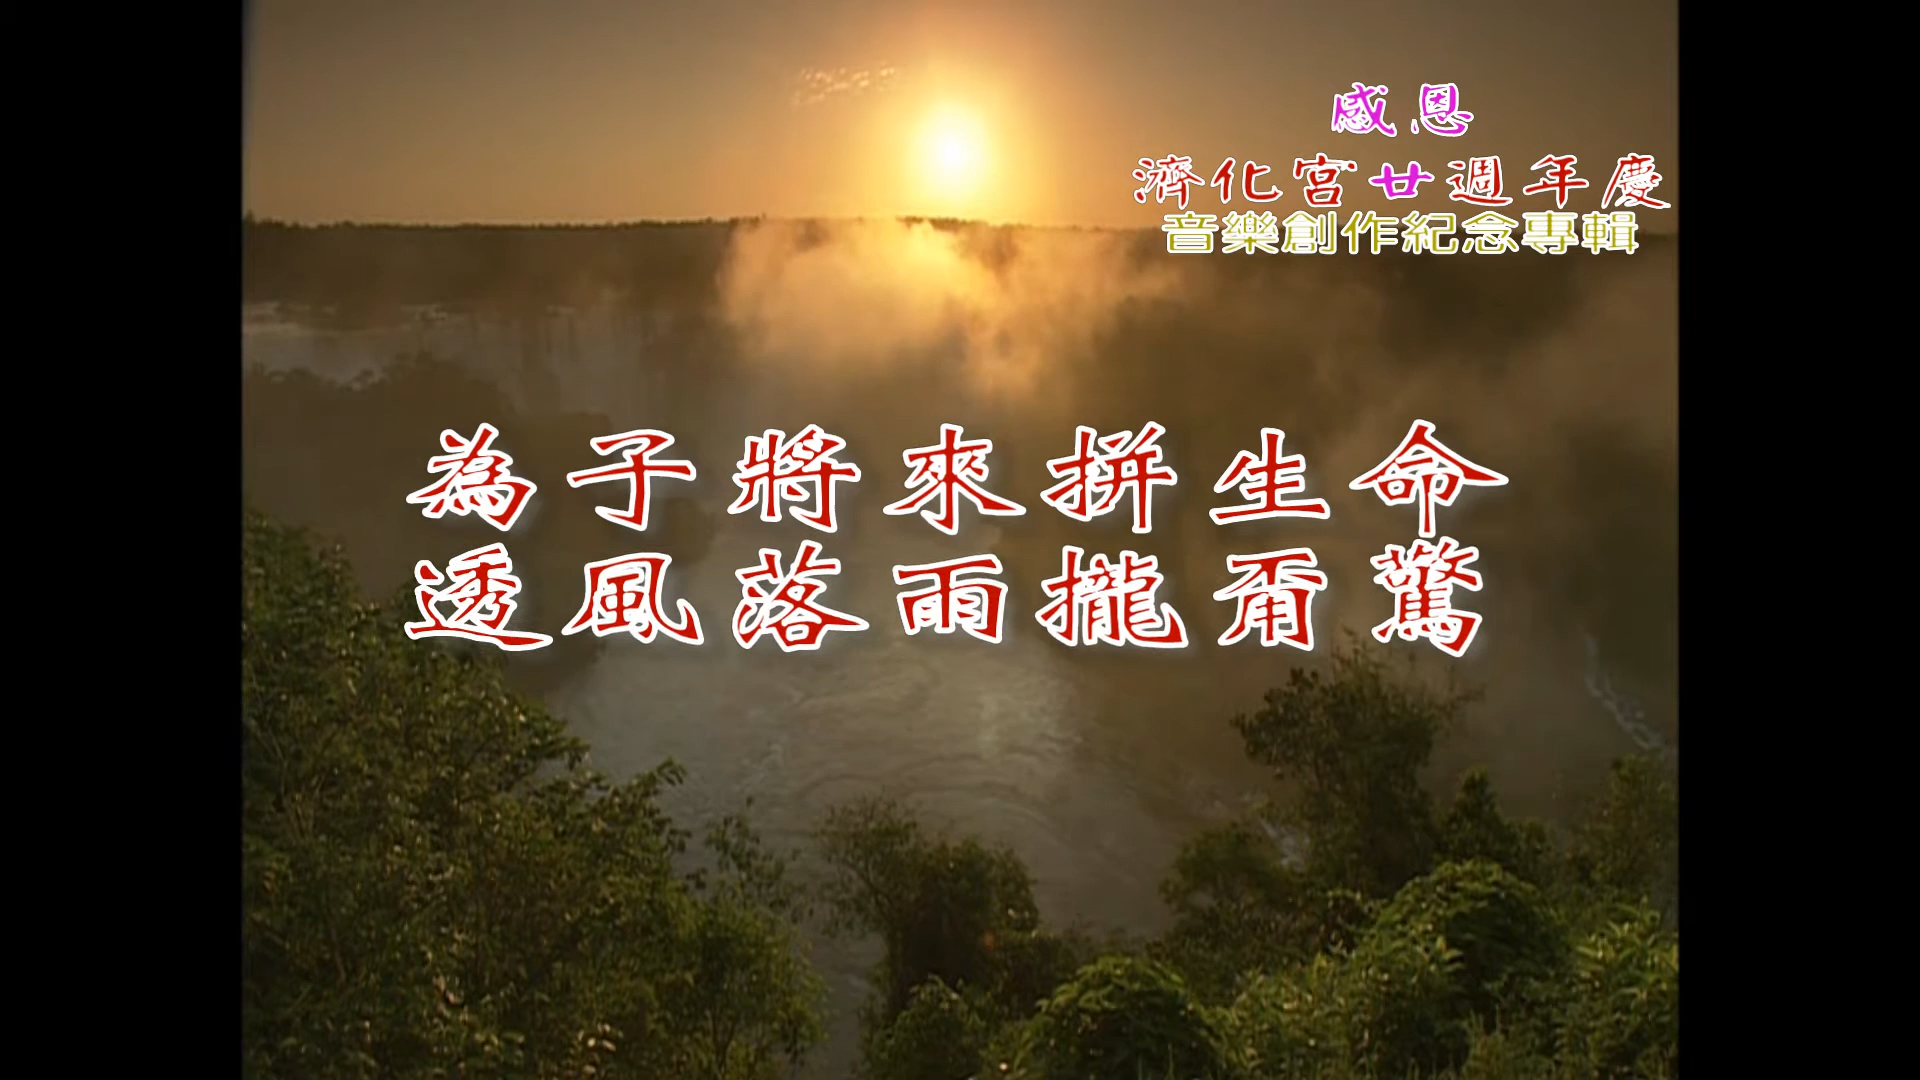 感恩
濟化宮廿週年慶
音樂創作紀念專輯
為子將來拼生命
透風落雨攏甭驚